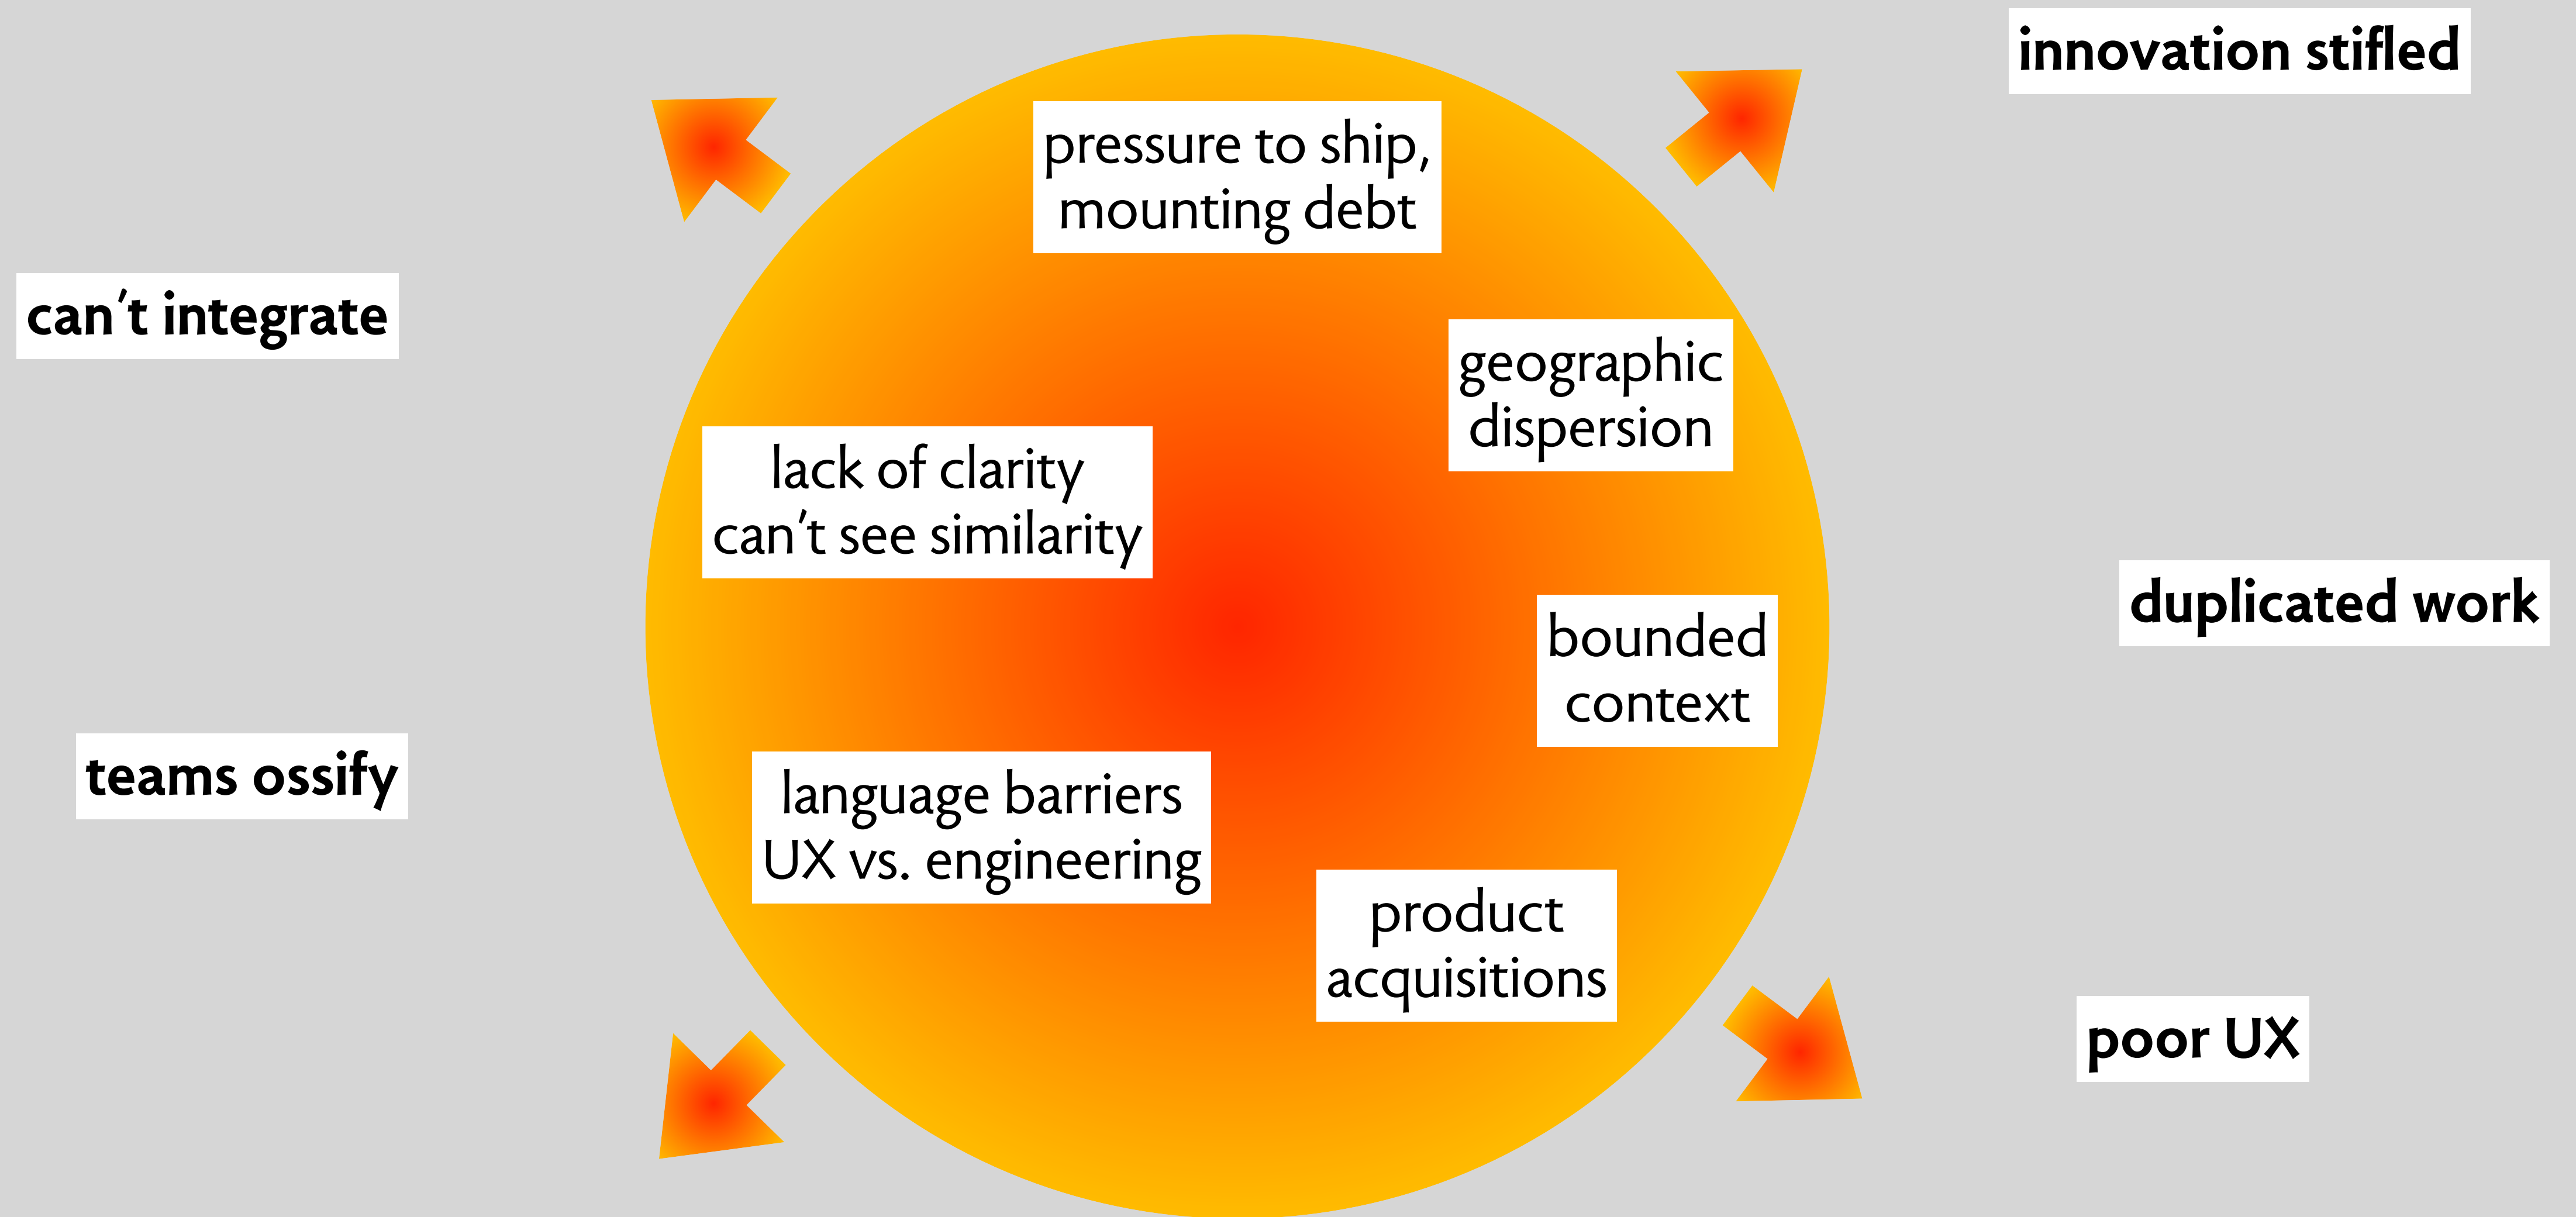 innovation stifled
pressure to ship,
mounting debt
can't integrate
geographic
dispersion
lack of clarity
can't see similarity
duplicated work
bounded
context
teams ossify
language barriers
UX vs. engineering
product
acquisitions
poor UX